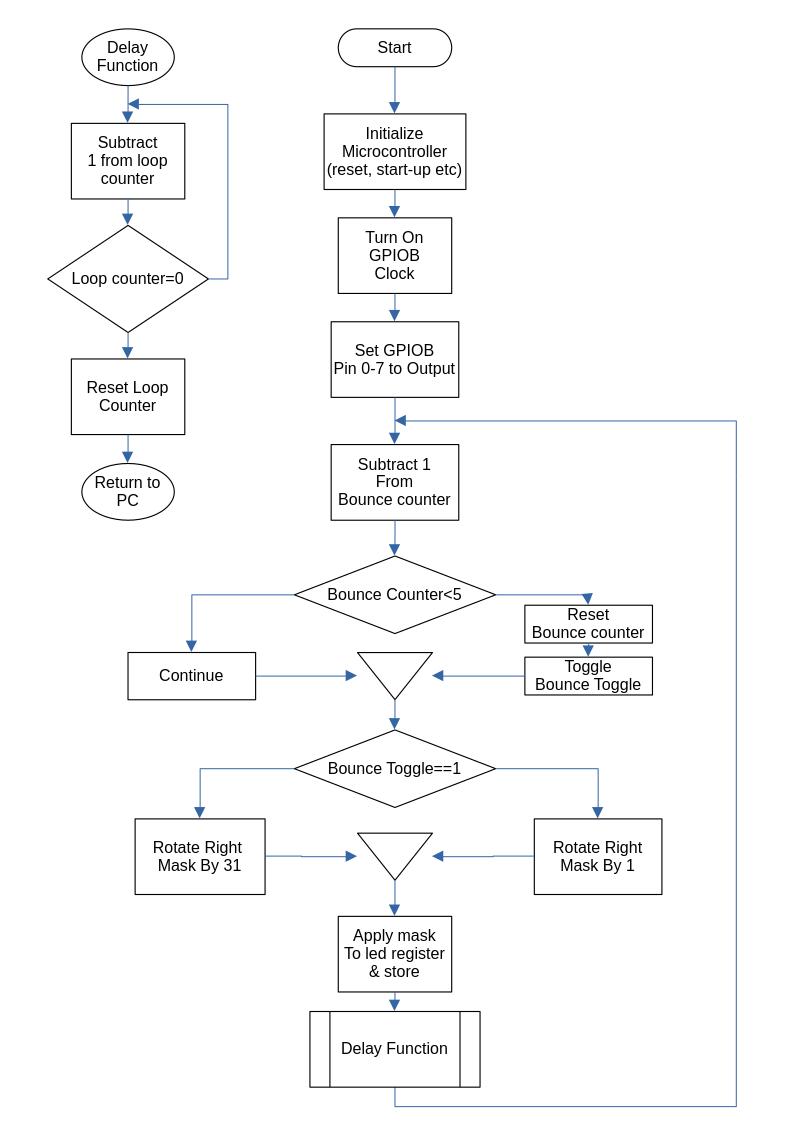 Delay
Function
Subtract
1 from loop
counter
Loop counter=0
Reset Loop
Counter
Return to
PC
Start
Initialize
Microcontroller
(reset, start-up etc)
Turn On
GPIOB
Clock
Set GPIOB
Pin 0-7 to Output
Subtract 1
From
Bounce counter
Bounce Counter<5
Reset
Bounce counter
Continue
Toggle
Bounce Toggle
Bounce Toggle==1
Rotate Right
Mask By 31
Rotate Right
Mask By 1
Apply mask
To led register
& store
Delay Function